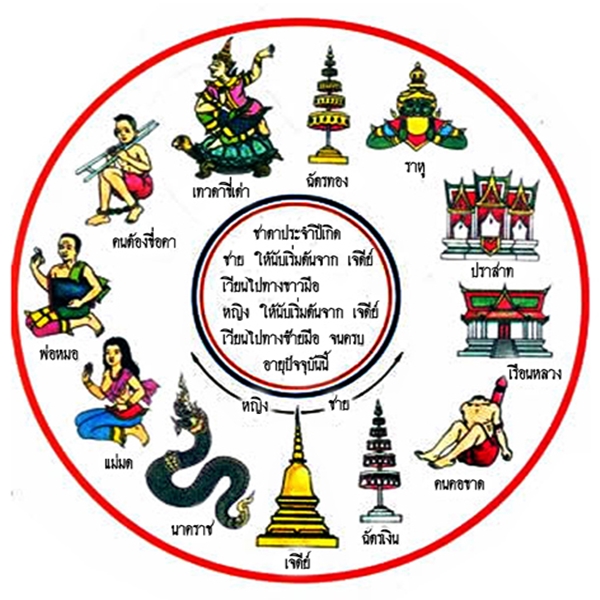 ชาตาประจำปีเกิด
ชาย ให้นับเริ่มต้นจาก เจดีย์
เวียนไปทางขวามือ
หญิง ให้นับเริ่มต้นจาก เจดีย์
เวียนไปทางซ้ายมือ จนครบ
อายุปัจจุบันนี้
หญิง
ชาย
เทวดาขี่เต่า
ฉัตรทอง
ราหู
ปราสาท
เรือนหลวง
คนคอขาด
ฉัตรเงิน
เจดีย์
นาคราช
แม่มด
พ่อหมอ
คนต้องขื่อคา